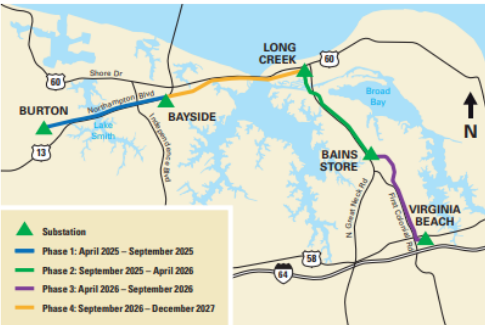 LONG
CREEK
60
60
Shore Dr
Northampton Blvd
BURTON
BAYSIDE
Lake
Smith
13
Independence Blvd
Broad
Bay
N
BAINS
STORE
N Great Neck Rd
First Colonial Rd
VIRGINIA
BEACH
58
64
Substation
Phase 1: April 2025 – September 2025
Phase 2: September 2025 – April 2026
Phase 3: April 2026 – September 2026
Phase 4: September 2026 – December 2027